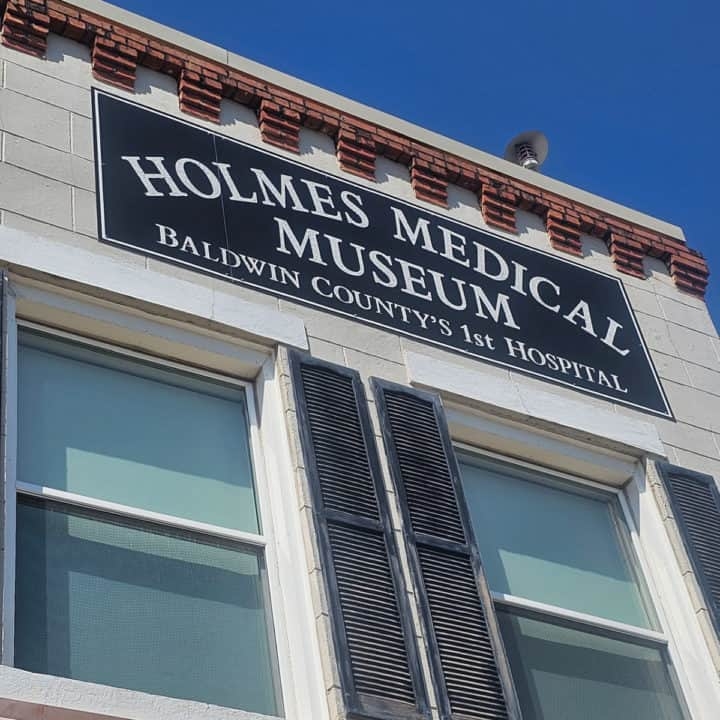 HOLMES MEDICAL
MUSEUM
BALDWIN COUNTY'S 1st HOSPITAL